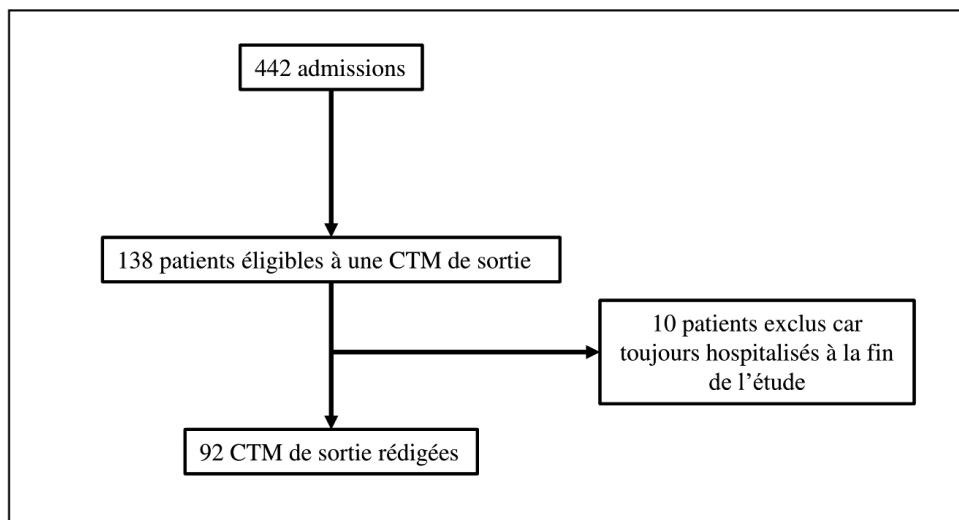 442 admissions
138 patients éligibles à une CTM de sortie
10 patients exclus car
toujours hospitalisés à la fin
de l’étude
92 CTM de sortie rédigées